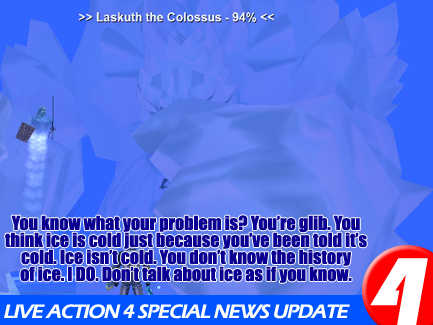 >> Laskuth the Colossus - 94% <<
You know what your problem is? You're glib. You
think ice is cold just because you've been told it's
cold. Ice isn't cold. You don't know the history
of ice. I DO. Don't talk about ice as if you know.
LIVE ACTION 4 SPECIAL NEWS UPDATE
4